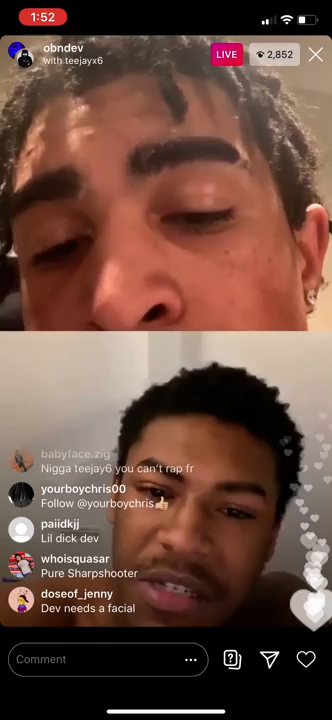 1:52
obndev
with teejayx6
LIVE
2,852
babyface.zig
Nigga teejay6 you can't rap fr
yourboychris00
Follow @yourboychris👍🏼
paiidkjj
Lil dick dev
whoisquasar
Pure Sharpshooter
doseof_jenny
Dev needs a facial
Comment